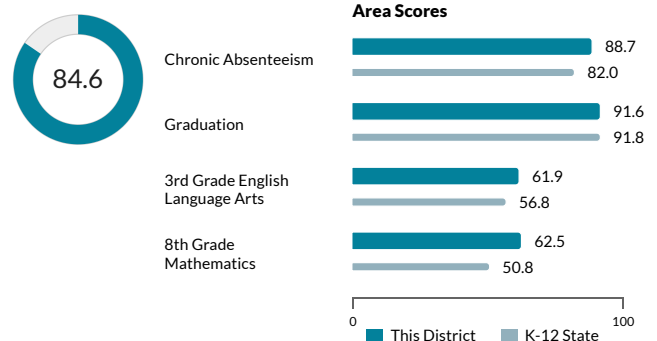 Area Scores
84.6
Chronic Absenteeism
88.7
82.0
Graduation
91.6
91.8
3rd Grade English
Language Arts
61.9
56.8
8th Grade
Mathematics
62.5
50.8
0 100
This District K-12 State